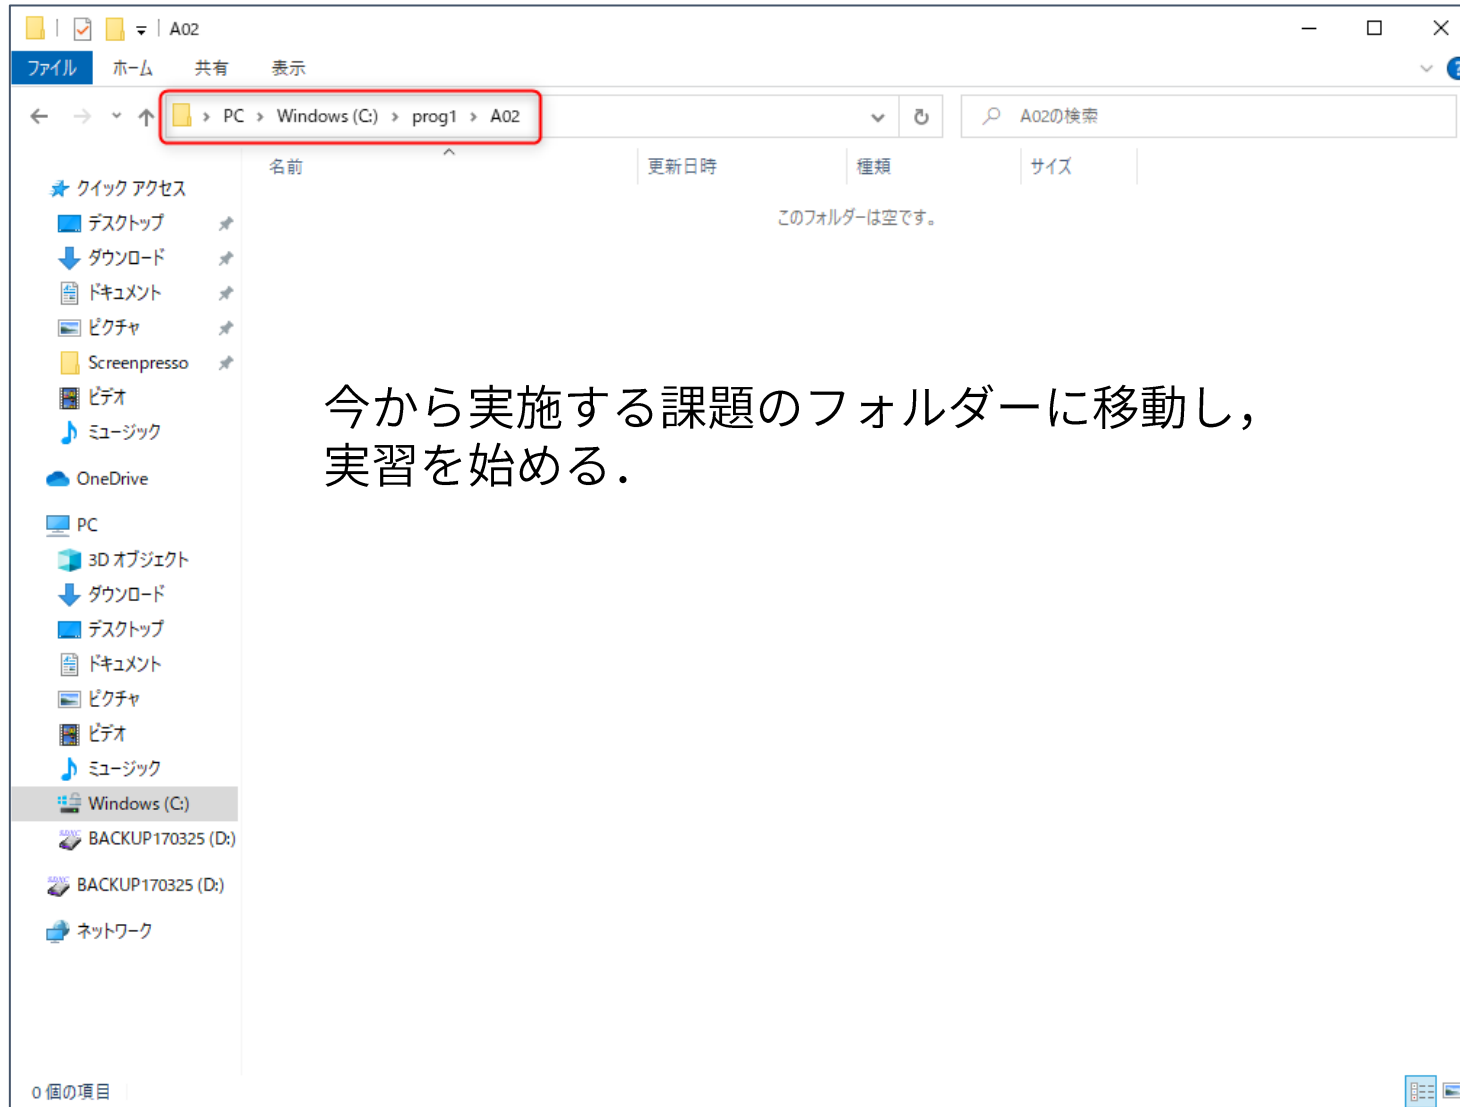 A02
ファイル ホーム 共有 表示
PC › Windows (C:) › prog1 › A02
A02の検索
名前 更新日時 種類 サイズ
このフォルダーは空です。
クイック アクセス
デスクトップ
ダウンロード
ドキュメント
ピクチャ
Screenpresso
ビデオ
ミュージック
OneDrive
PC
3D オブジェクト
ダウンロード
デスクトップ
ドキュメント
ピクチャ
ビデオ
ミュージック
Windows (C:)
BACKUP170325 (D:)
BACKUP170325 (D:)
ネットワーク
今から実施する課題のフォルダーに移動し，
実習を始める．
0 個の項目